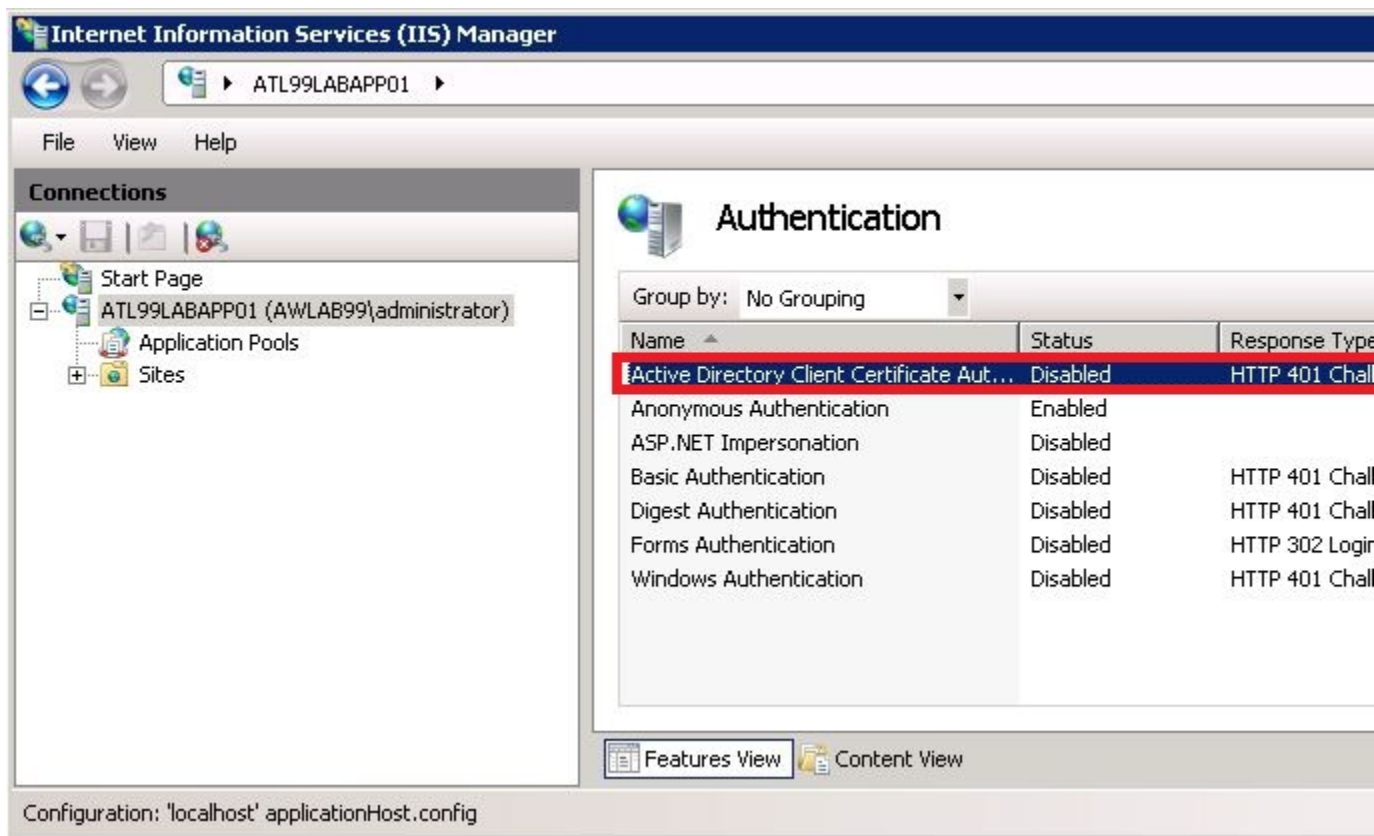 Internet Information Services (IIS) Manager
ATL99LABAPP01
File View Help
Connections
Start Page
ATL99LABAPP01 (AWLAB99\administrator)
Application Pools
Sites
Authentication
Group by: No Grouping
Name Status Response Type
Active Directory Client Certificate Aut... Disabled HTTP 401 Chall
Anonymous Authentication Enabled
ASP.NET Impersonation Disabled
Basic Authentication Disabled HTTP 401 Chall
Digest Authentication Disabled HTTP 401 Chall
Forms Authentication Disabled HTTP 302 Login
Windows Authentication Disabled HTTP 401 Chall
Features View Content View
Configuration: 'localhost' applicationHost.config